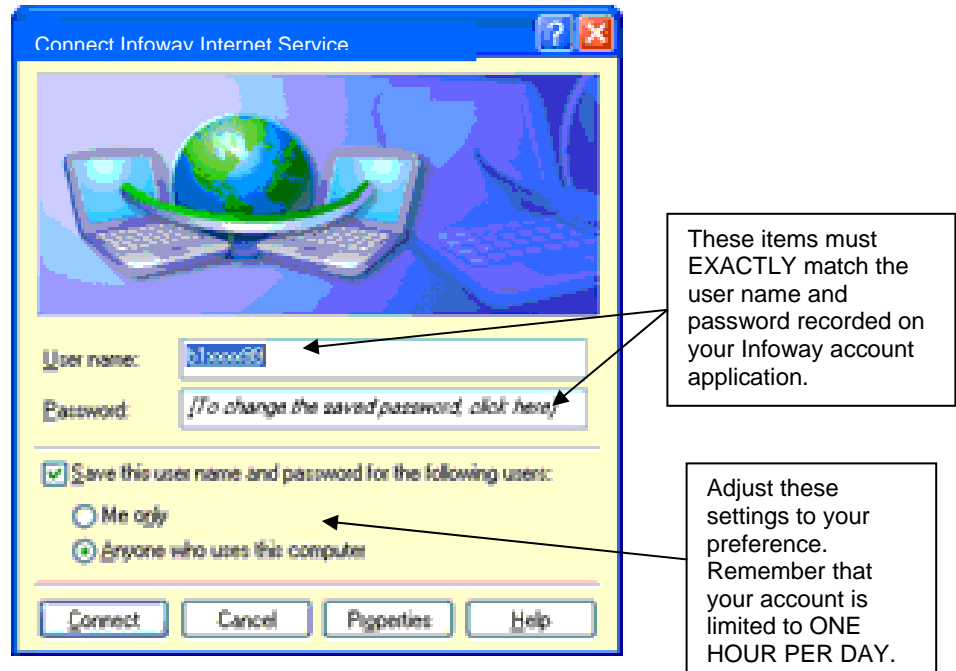 Connect Infoway Internet Service
User name:
Password:
[To change the saved password, click here]
Save this user name and password for the following users:
Me only
Anyone who uses this computer
Connect
Cancel
Properties
Help
These items must
EXACTLY match the
user name and
password recorded on
your Infoway account
application.
Adjust these
settings to your
preference.
Remember that
your account is
limited to ONE
HOUR PER DAY.